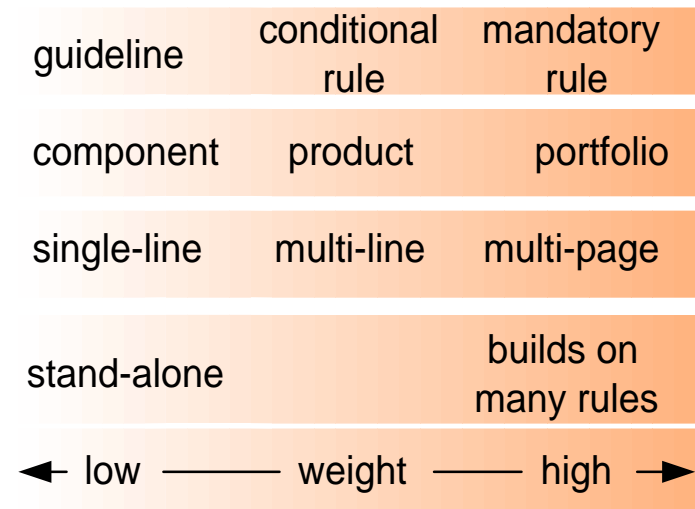 guideline conditional rule mandatory rule
component product portfolio
single-line multi-line multi-page
stand-alone builds on many rules
low weight high